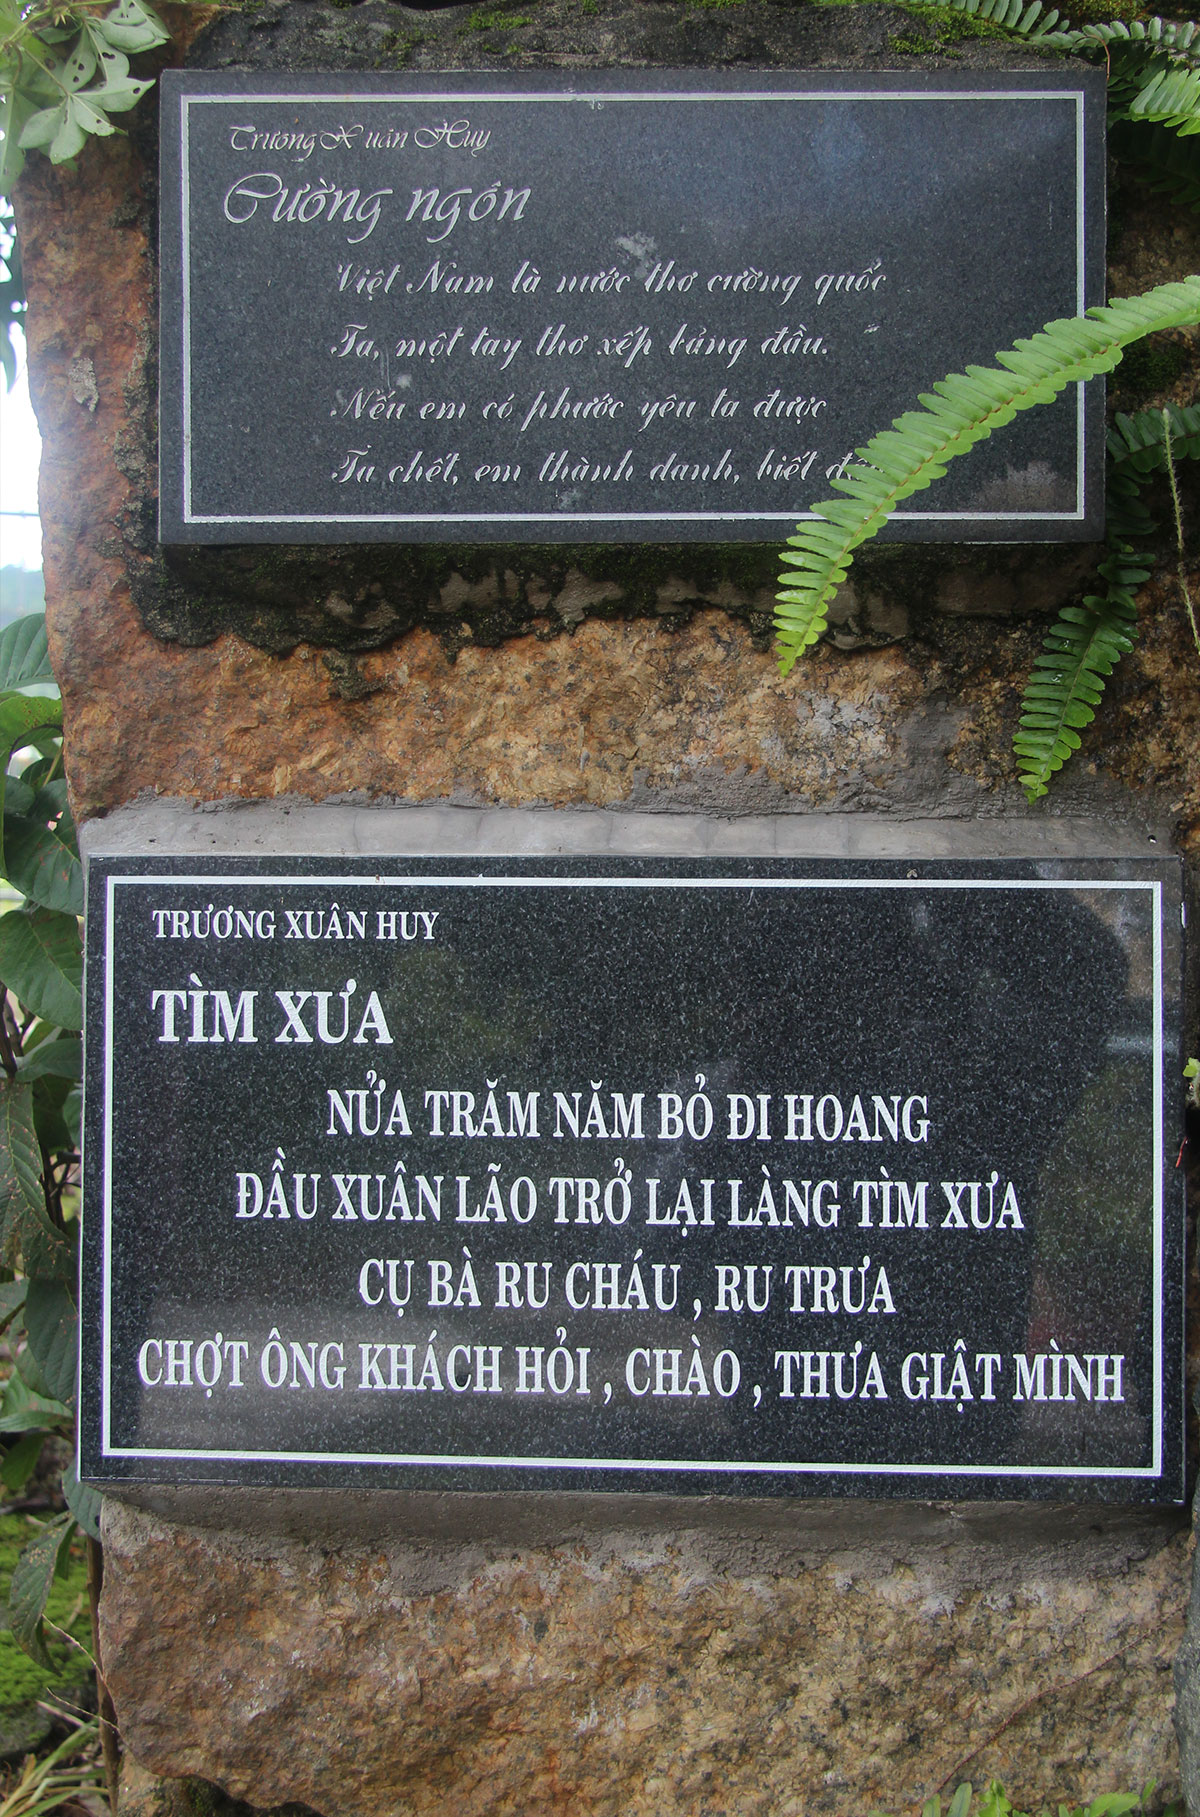 Trương Xuân Huy
Cường ngôn
Việt Nam là nước thơ cường quốc
Ta, một tay thơ xếp bảng đầu.
Nếu em có phước yêu ta được
Ta chết, em thành danh, biết
TRƯƠNG XUÂN HUY
TÌM XƯA
NỬA TRĂM NĂM BỎ ĐI HOANG
ĐẦU XUÂN LÃO TRỞ LẠI LÀNG TÌM XƯA
CỤ BÀ RU CHÁU , RU TRƯA
CHỢT ÔNG KHÁCH HỎI , CHÀO , THƯA GIẬT MÌNH